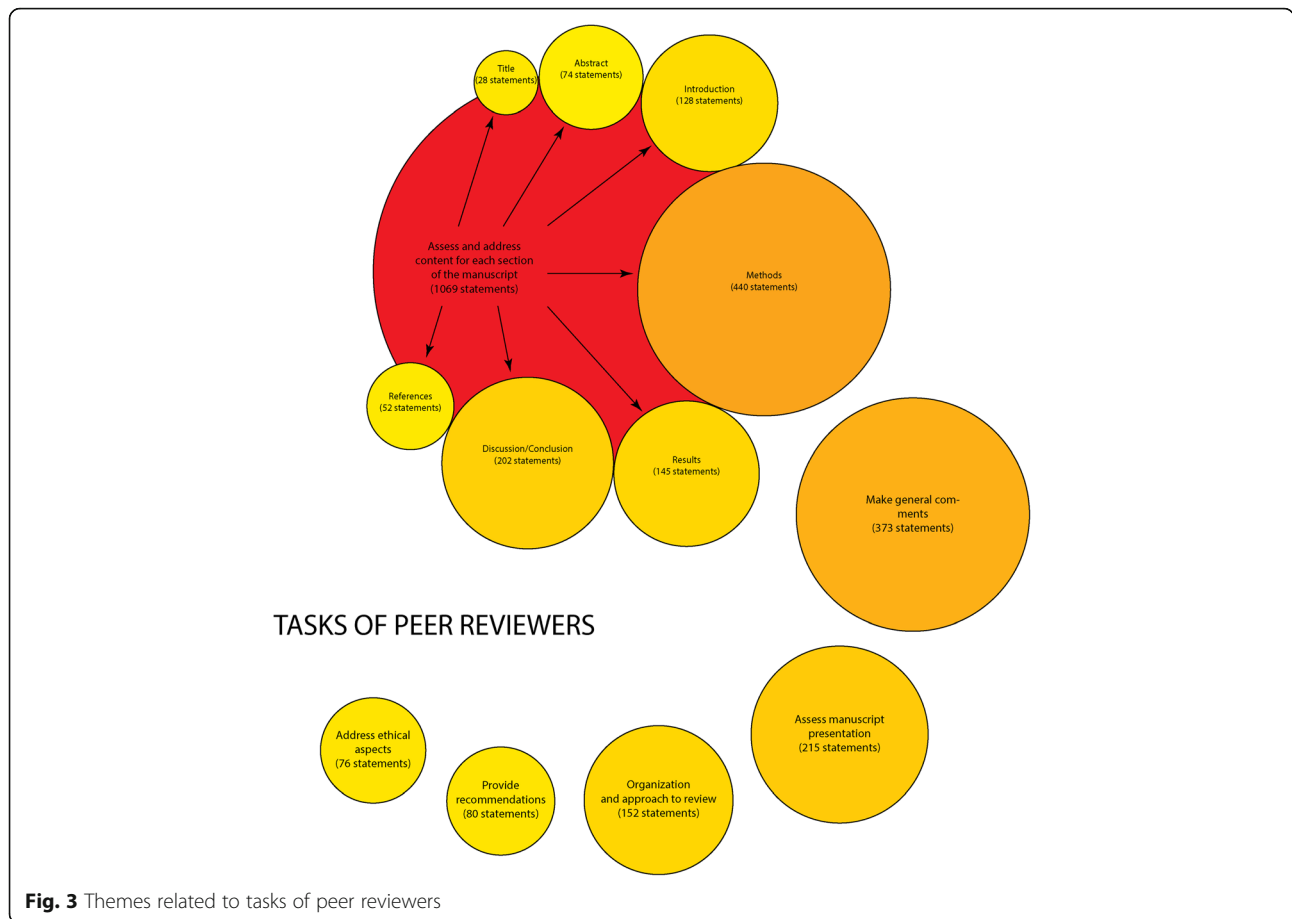 Title
(28 statements)
Abstract
(74 statements)
Introduction
(128 statements)
Assess and address
content for each section
of the manuscript
(1069 statements)
Methods
(440 statements)
References
(52 statements)
Discussion/Conclusion
(202 statements)
Results
(145 statements)
Make general com-
ments
(373 statements)
TASKS OF PEER REVIEWERS
Assess manuscript
presentation
(215 statements)
Organization
and approach to review
(152 statements)
Provide
recommendations
(80 statements)
Address ethical
aspects
(76 statements)
Fig. 3 Themes related to tasks of peer reviewers